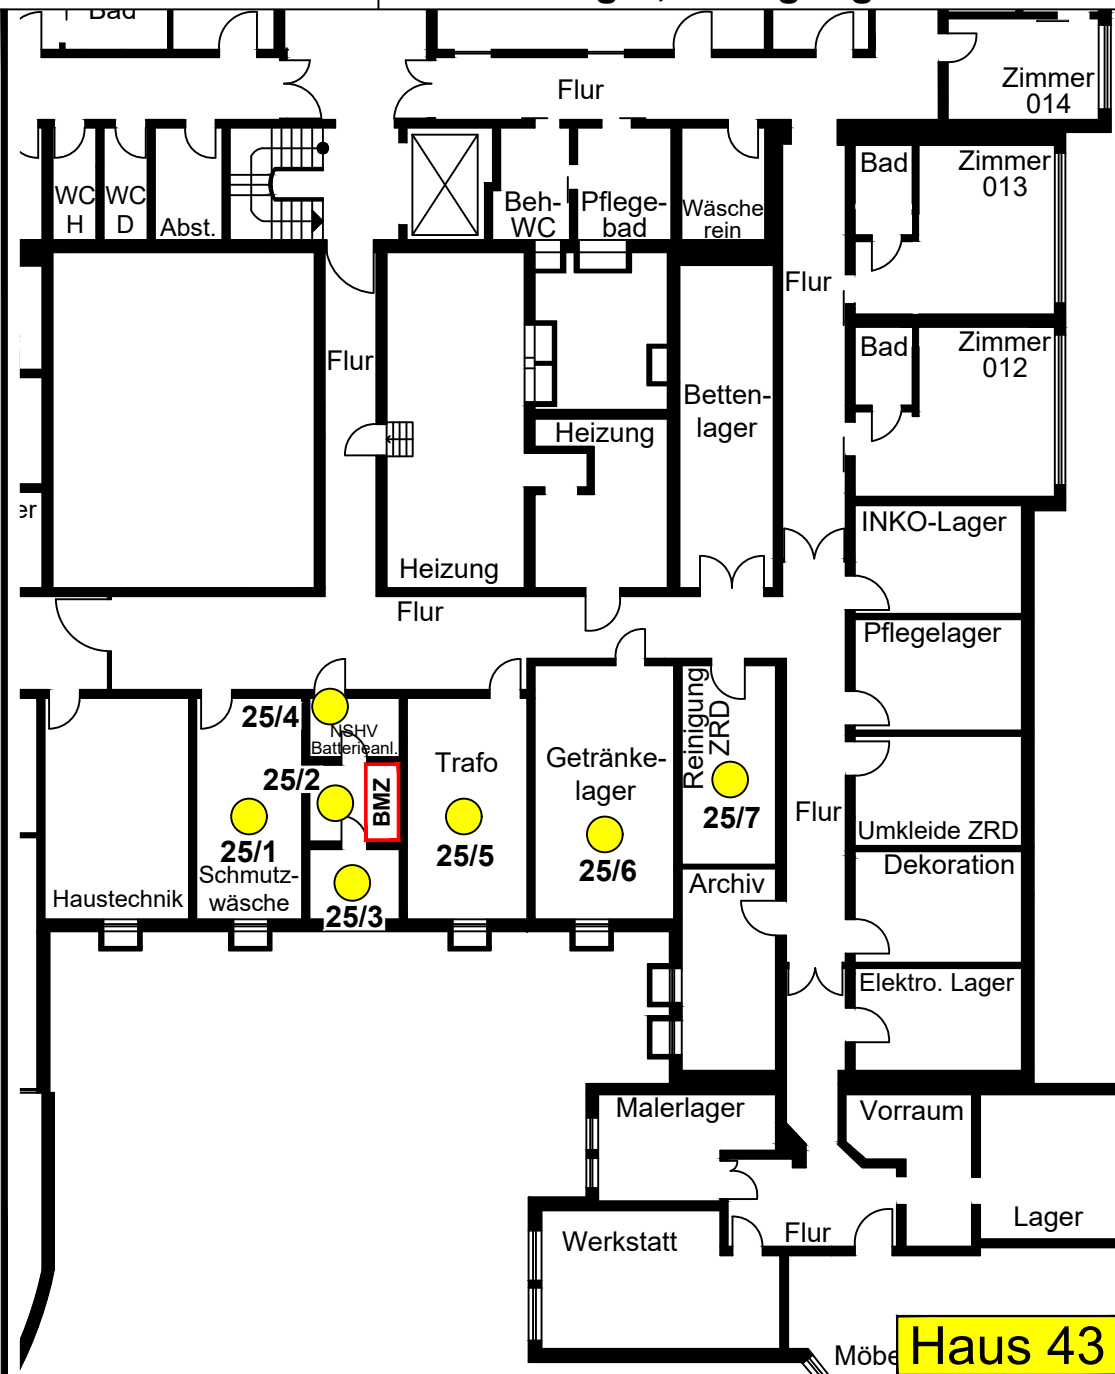 Bad
Flur
Zimmer
014
WC
H
WC
D
Abst.
Beh-
WC
Pflege-
bad
Wäsche
rein
Bad
Zimmer
013
Flur
Flur
Bad
Zimmer
012
Betten-
lager
Heizung
er
INKO-Lager
Heizung
Flur
Pflegelager
25/4
NSHV
Batterieanl.
Reinigung
ZRD
Trafo
Getränke-
lager
25/2
BMZ
25/7
Flur
Umkleide ZRD
25/1
Schmutz-
wäsche
25/5
25/6
Haustechnik
25/3
Archiv
Dekoration
Elektro. Lager
Malerlager
Vorraum
Lager
Werkstatt
Flur
Möbe
Haus 43